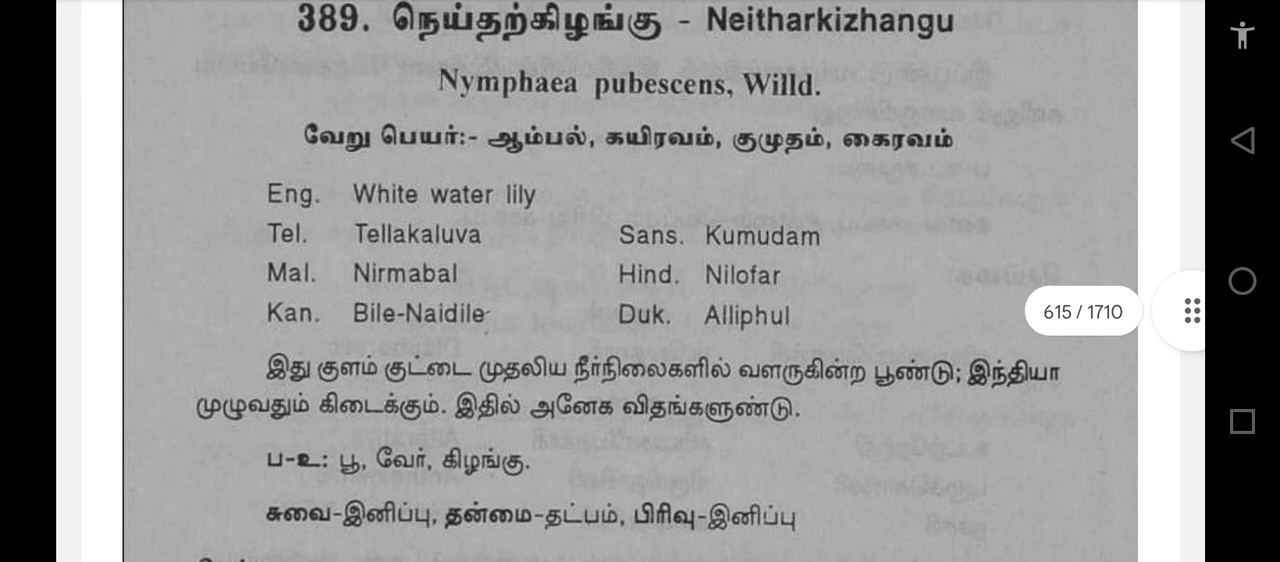 389. நெய்தற்கிழங்கு - Neitharkizhangu
Nymphaea pubescens, Willd.
வேறு பெயர்:- ஆம்பல், கயிரவம், குமுதம், கைரவம்
Eng. White water lily
Tel. Tellakaluva Sans. Kumudam
Mal. Nirmabal Hind. Nilofar
Kan. Bile-Naidile Duk. Alliphul
615 / 1710
இது குளம் குட்டை முதலிய நீர்நிலைகளில் வளருகின்ற பூண்டு; இந்தியா
முழுவதும் கிடைக்கும். இதில் அனேக விதங்களுண்டு.
ப-உ: பூ, வேர், கிழங்கு.
சுவை-இனிப்பு, தன்மை-தட்பம், பிரிவு-இனிப்பு